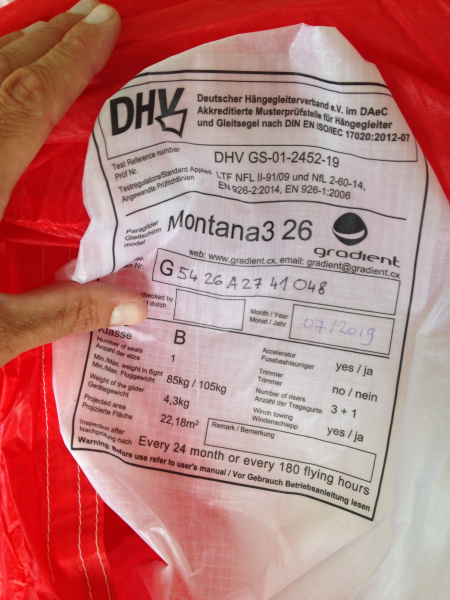 DHV
Deutscher Hängegleiterverband e.V. im DAeC
Akkreditierte Musterprüfstelle für Hängegleiter
und Gleitsegel nach DIN EN ISO/IEC 17020:2012-07
Test Reference number
Prüf Nr.
DHV GS-01-2452-19
Testregulations/Standard Applied
Angewandte Prüfrichtlinien
LTF NFL II-91/09 und NfL 2-60-14,
EN 926-2:2014, EN 926-1:2006
Paraglider
Gleitschirm
model
Montana3 26
gradient
web: www.gradient.cx, email: gradient@gradient.cx
Nr.
G 5426A2741048
checked by
durch
Month / Year
Monat / Jahr
07/2019
Klasse
B
Number of seats
Anzahl der sitze
1
Min./Max. weight in flight
Min./Max. Fluggewicht
85kg / 105kg
Weight of the glider
Gerätegewicht
4,3kg
Projected area
Projizierte Fläche
22,18m²
Accelerator
Fussbeshleuniger
yes / ja
Trimmer
Trimmer
no / nein
Number of risers
Anzahl der Tragegurte
3 + 1
Winch towing
Windenschlepp
yes / ja
Remark / Bemerkung
Inspection after
Nachprüfung nach
Every 24 month or every 180 flying hours
Warning: Before use refer to user's manual / Vor Gebrauch Betriebsanleitung lesen